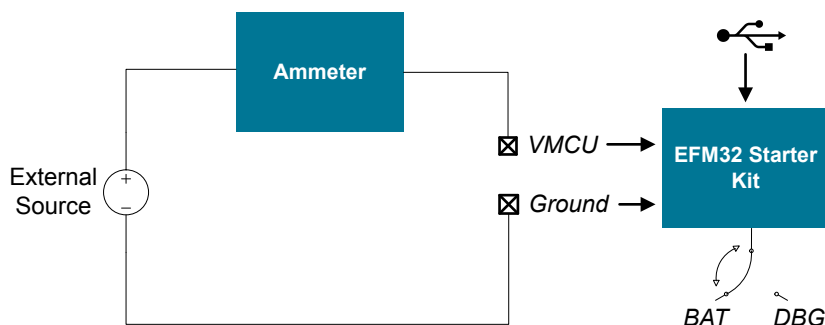 Ammeter
External
Source
+
−
VMCU
Ground
EFM32 Starter
Kit
BAT
DBG